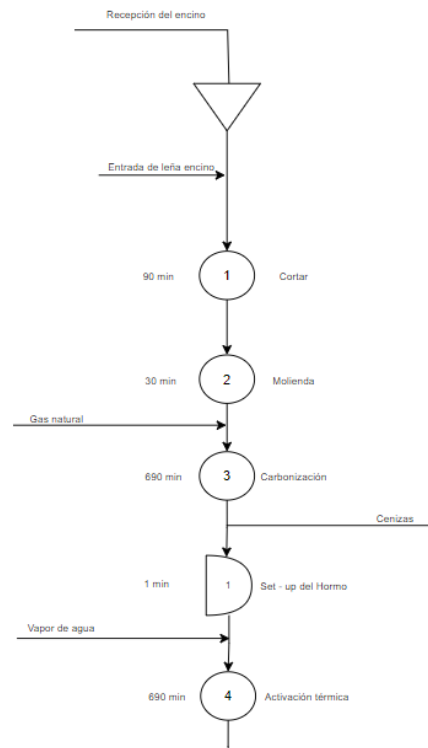 Recepción del encino
Entrada de leña encino
90 min
1
Cortar
30 min
2
Molienda
Gas natural
690 min
3
Carbonización
Cenizas
1 min
1
Set - up del Hormo
Vapor de agua
690 min
4
Activación térmica